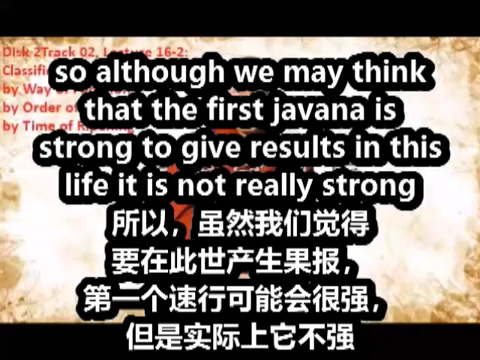 Disk 2Track 02, Lecture 16-2:
Classifi
by Way of
by Order of
by Time of
so although we may think
that the first javana is
strong to give results in this
life it is not really strong
所以，虽然我们觉得
要在此世产生果报，
第一个速行可能会很强，
但是实际上它不强